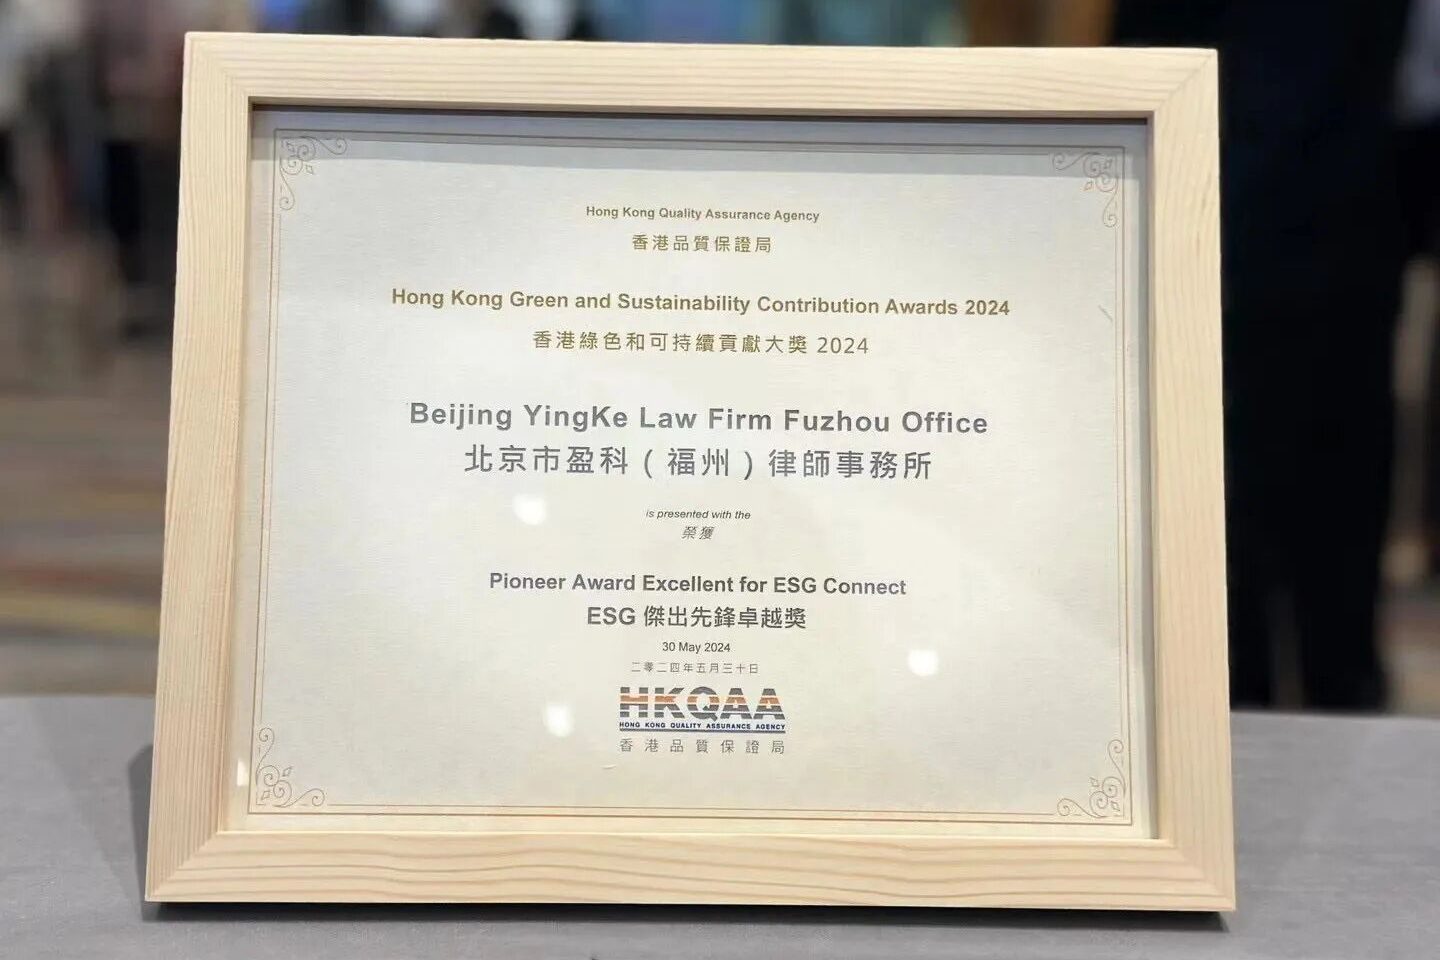 Hong Kong Quality Assurance Agency
香港品質保證局
Hong Kong Green and Sustainability Contribution Awards 2024
香港綠色和可持續貢獻大獎 2024
Beijing YingKe Law Firm Fuzhou Office
北京市盈科（福州）律師事務所
is presented with the
榮獲
Pioneer Award Excellent for ESG Connect
ESG 傑出先鋒卓越獎
30 May 2024
二零二四年五月三十日
HKQAA
HONG KONG QUALITY ASSURANCE AGENCY
香港品質保證局